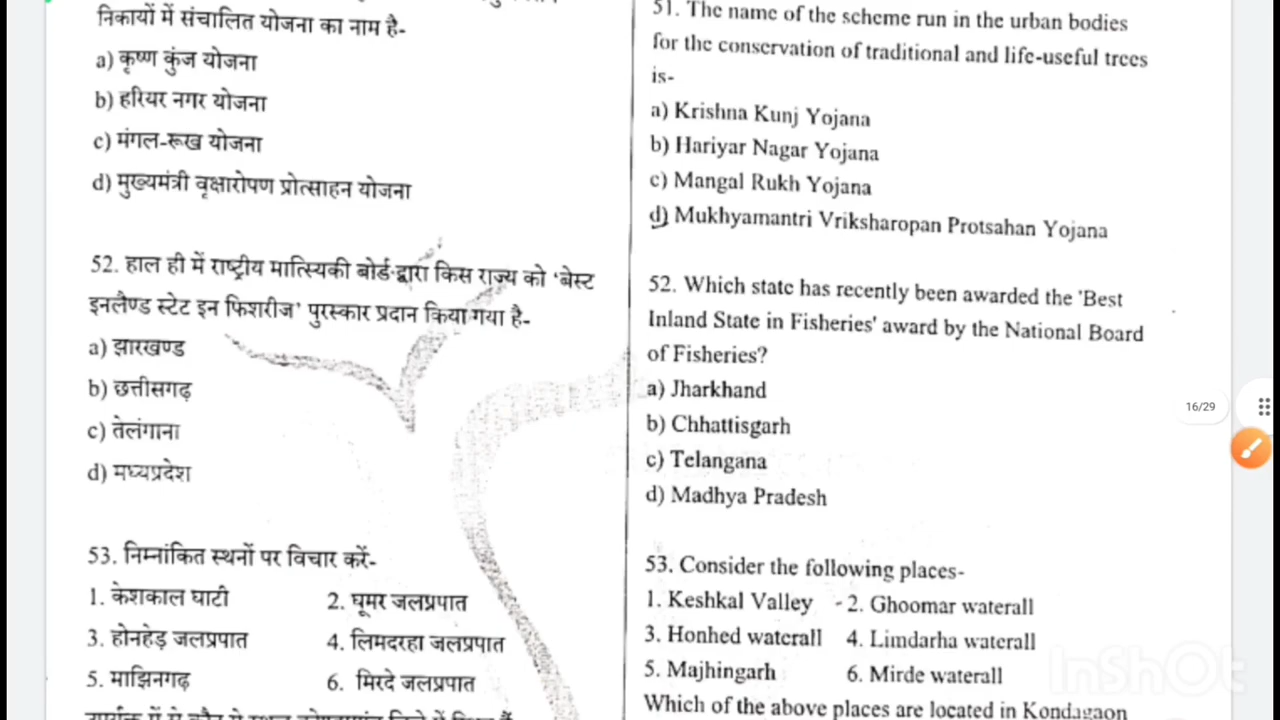 निकायों में संचालित योजना का नाम है-
a) कृष्ण कुंज योजना
b) हरियर नगर योजना
c) मंगल-रूख योजना
d) मुख्यमंत्री वृक्षारोपण प्रोत्साहन योजना
52. हाल ही में राष्ट्रीय मात्स्यिकी बोर्ड द्वारा किस राज्य को 'बेस्ट
इनलैण्ड स्टेट इन फिशरीज' पुरस्कार प्रदान किया गया है-
a) झारखण्ड
b) छत्तीसगढ़
c) तेलंगाना
d) मध्यप्रदेश
53. निम्नांकित स्थनों पर विचार करें-
1. केशकाल घाटी 2. घूमर जलप्रपात
3. होनहेड़ जलप्रपात 4. लिमदरहा जलप्रपात
5. माझिनगढ़ 6. मिरदे जलप्रपात
51. The name of the scheme run in the urban bodies
for the conservation of traditional and life-useful trees
is-
a) Krishna Kunj Yojana
b) Hariyar Nagar Yojana
c) Mangal Rukh Yojana
d) Mukhyamantri Vriksharopan Protsahan Yojana
52. Which state has recently been awarded the 'Best
Inland State in Fisheries' award by the National Board
of Fisheries?
a) Jharkhand
b) Chhattisgarh
c) Telangana
d) Madhya Pradesh
53. Consider the following places-
1. Keshkal Valley - 2. Ghoomar waterall
3. Honhed waterall 4. Limdarha waterall
5. Majhingarh 6. Mirde waterall
Which of the above places are located in Kondagaon
16/29
InShOt